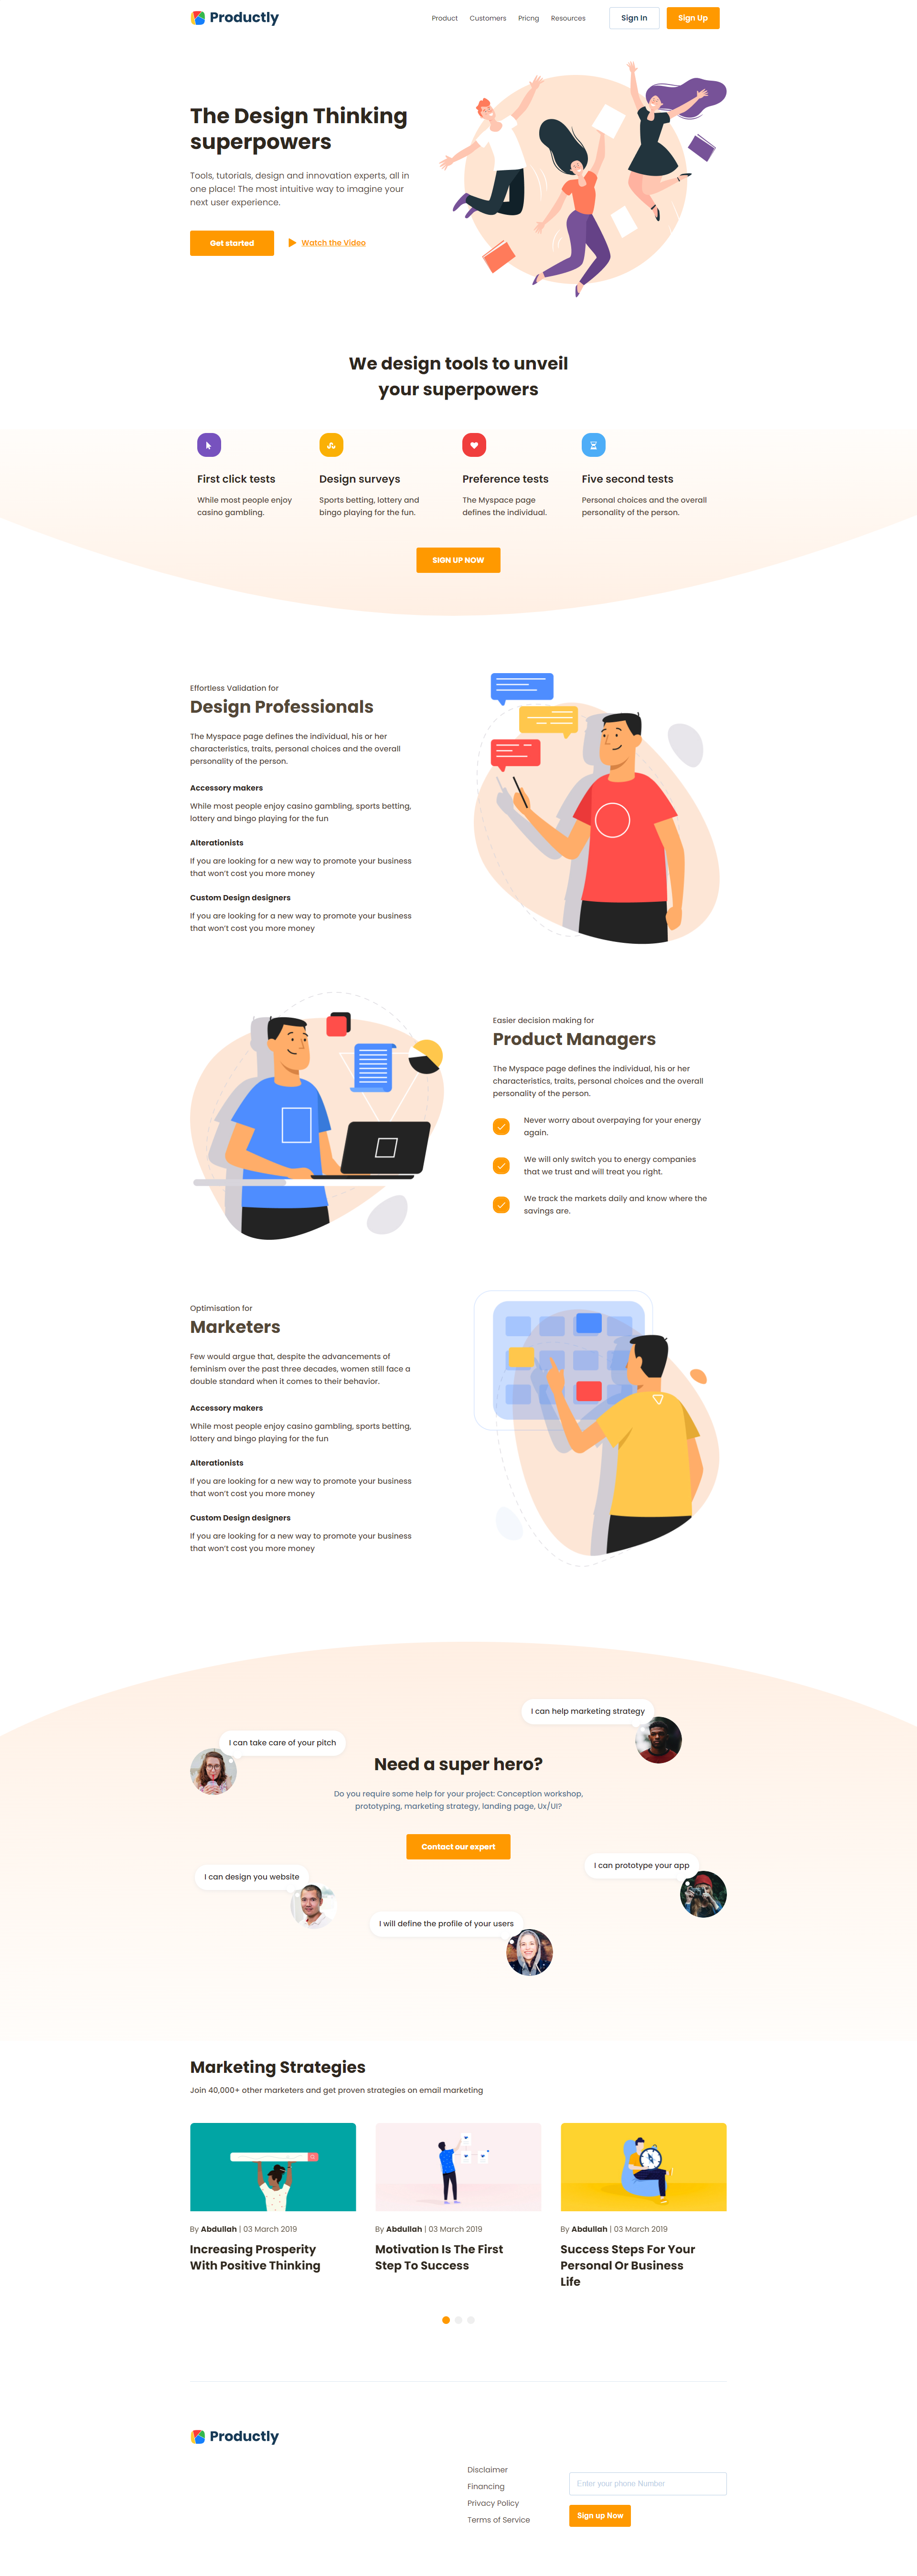 Productly
Product
Customers
Pricng
Resources
Sign In
Sign Up
The Design Thinking
superpowers
Tools, tutorials, design and innovation experts, all in
one place! The most intuitive way to imagine your
next user experience.
Get started
Watch the Video
We design tools to unveil
your superpowers
First click tests
While most people enjoy
casino gambling.
Design surveys
Sports betting, lottery and
bingo playing for the fun.
Preference tests
The Myspace page
defines the individual.
Five second tests
Personal choices and the overall
personality of the person.
SIGN UP NOW
Effortless Validation for
Design Professionals
The Myspace page defines the individual, his or her
characteristics, traits, personal choices and the overall
personality of the person.
Accessory makers
While most people enjoy casino gambling, sports betting,
lottery and bingo playing for the fun
Alterationists
If you are looking for a new way to promote your business
that won't cost you more money
Custom Design designers
If you are looking for a new way to promote your business
that won't cost you more money
Easier decision making for
Product Managers
The Myspace page defines the individual, his or her
characteristics, traits, personal choices and the overall
personality of the person.
Never worry about overpaying for your energy
again.
We will only switch you to energy companies
that we trust and will treat you right.
We track the markets daily and know where the
savings are.
Optimisation for
Marketers
Few would argue that, despite the advancements of
feminism over the past three decades, women still face a
double standard when it comes to their behavior.
Accessory makers
While most people enjoy casino gambling, sports betting,
lottery and bingo playing for the fun
Alterationists
If you are looking for a new way to promote your business
that won't cost you more money
Custom Design designers
If you are looking for a new way to promote your business
that won't cost you more money
I can help marketing strategy
I can take care of your pitch
Need a super hero?
Do you require some help for your project: Conception workshop,
prototyping, marketing strategy, landing page, Ux/UI?
Contact our expert
I can prototype your app
I can design you website
I will define the profile of your users
Marketing Strategies
Join 40,000+ other marketers and get proven strategies on email marketing
By Abdullah | 03 March 2019
Increasing Prosperity
With Positive Thinking
By Abdullah | 03 March 2019
Motivation Is The First
Step To Success
By Abdullah | 03 March 2019
Success Steps For Your
Personal Or Business
Life
Productly
Disclaimer
Financing
Privacy Policy
Terms of Service
Enter your phone Number
Sign up Now